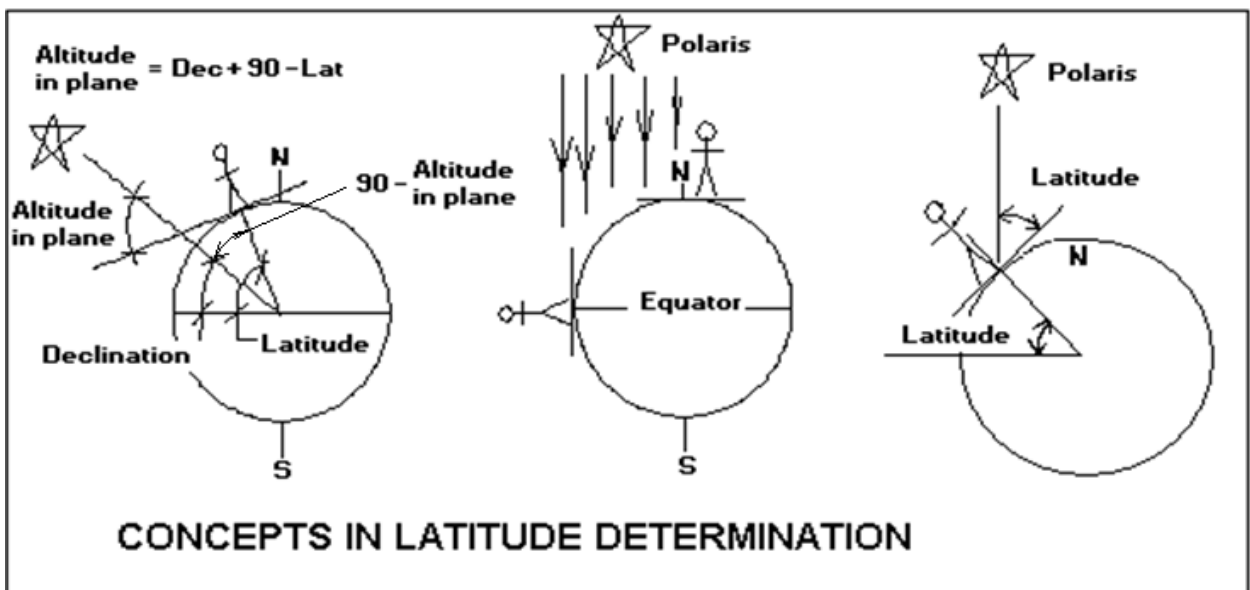 Altitude
in plane = Dec + 90 - Lat
N
90 - Altitude
in plane
Altitude
in plane
Latitude
Declination
S
Polaris
N
Equator
S
Polaris
Latitude
N
Latitude
CONCEPTS IN LATITUDE DETERMINATION